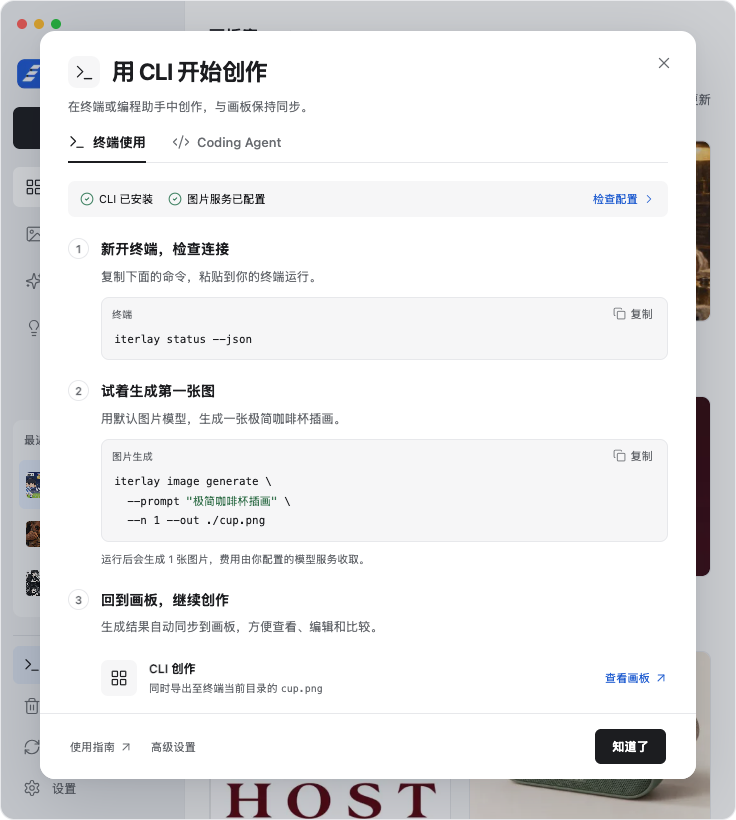 用 CLI 开始创作
更新
在终端或编程助手中创作，与画板保持同步。
终端使用
Coding Agent
CLI 已安装
图片服务已配置
检查配置
1
新开终端，检查连接
复制下面的命令，粘贴到你的终端运行。
终端
复制
iterlay status --json
2
试着生成第一张图
用默认图片模型，生成一张极简咖啡杯插画。
图片生成
复制
iterlay image generate \
--prompt "极简咖啡杯插画" \
--n 1 --out ./cup.png
运行后会生成 1 张图片，费用由你配置的模型服务收取。
3
回到画板，继续创作
生成结果自动同步到画板，方便查看、编辑和比较。
CLI 创作
同时导出至终端当前目录的 cup.png
查看画板
使用指南
高级设置
知道了
设置
HOST